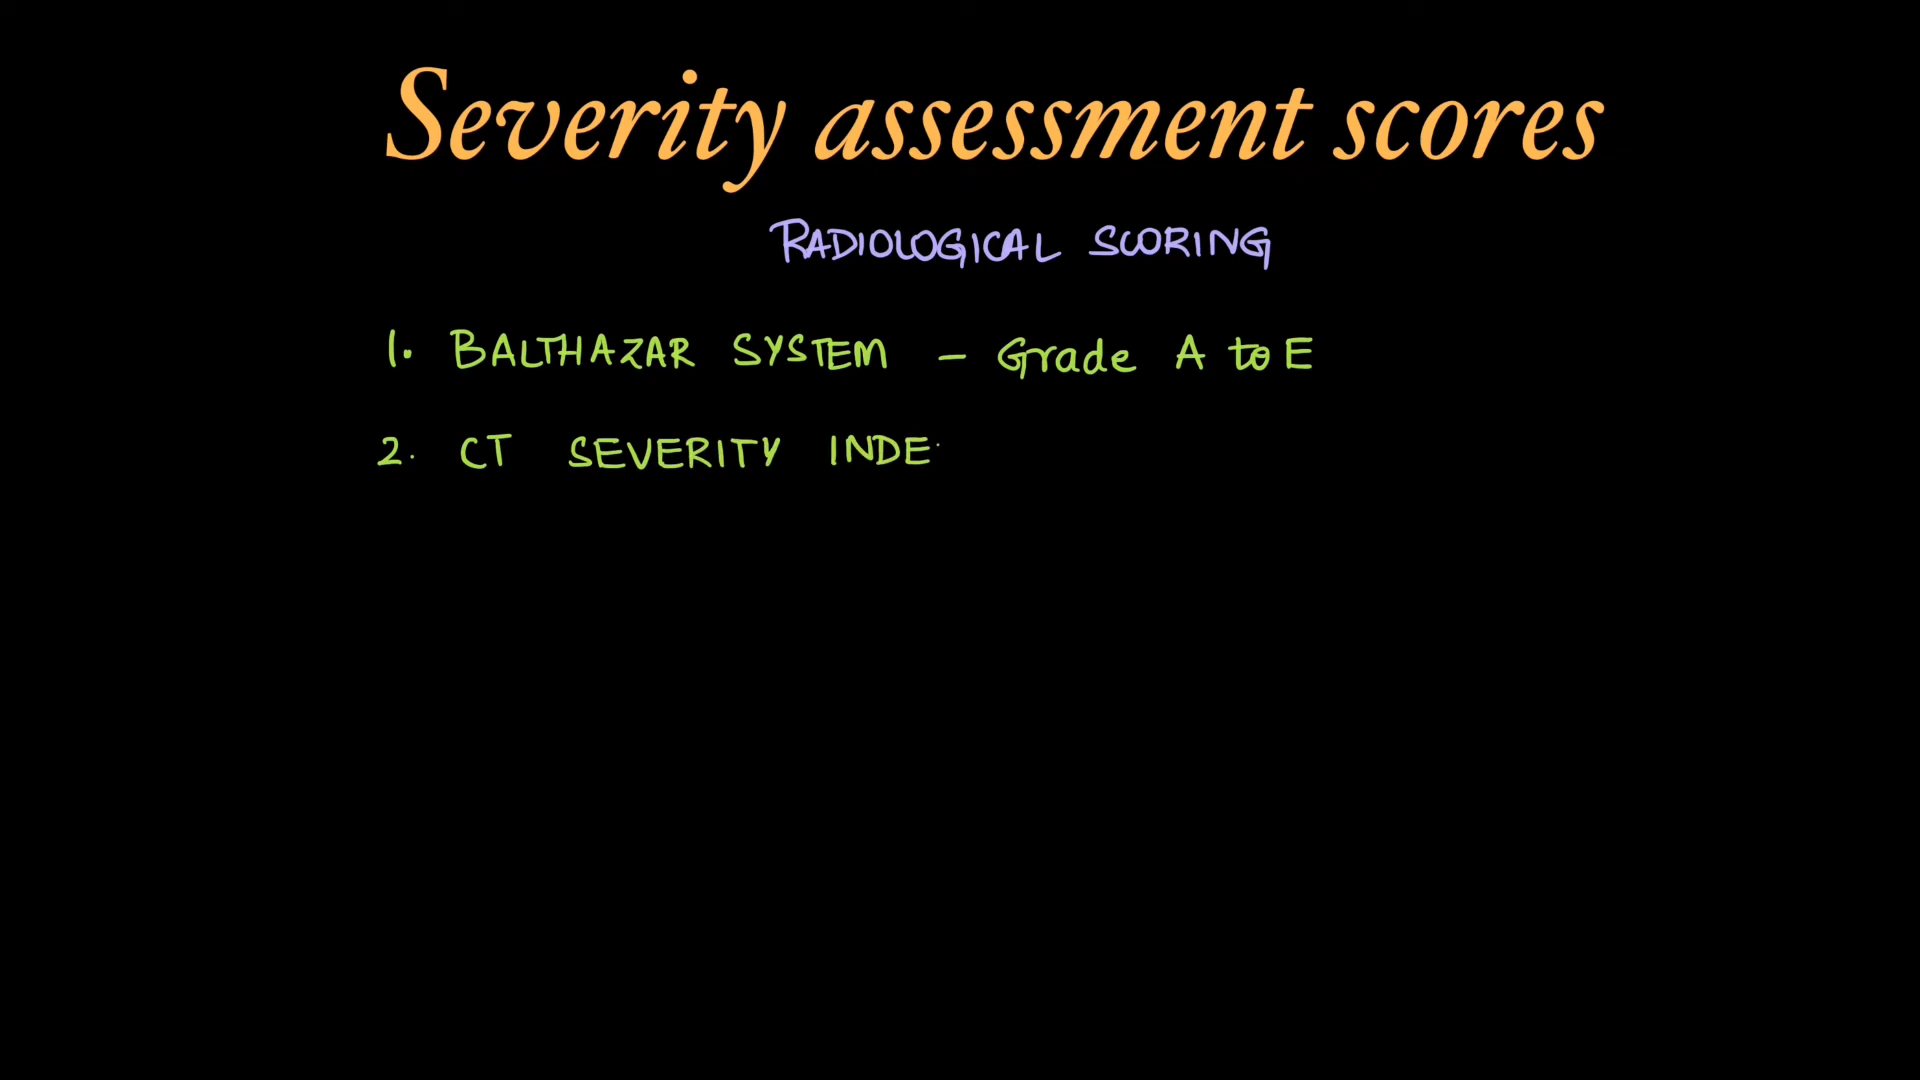 Severity assessment scores
RADIOLOGICAL SCORING
1. BALTHAZAR SYSTEM - Grade A to E
2. CT SEVERITY INDE